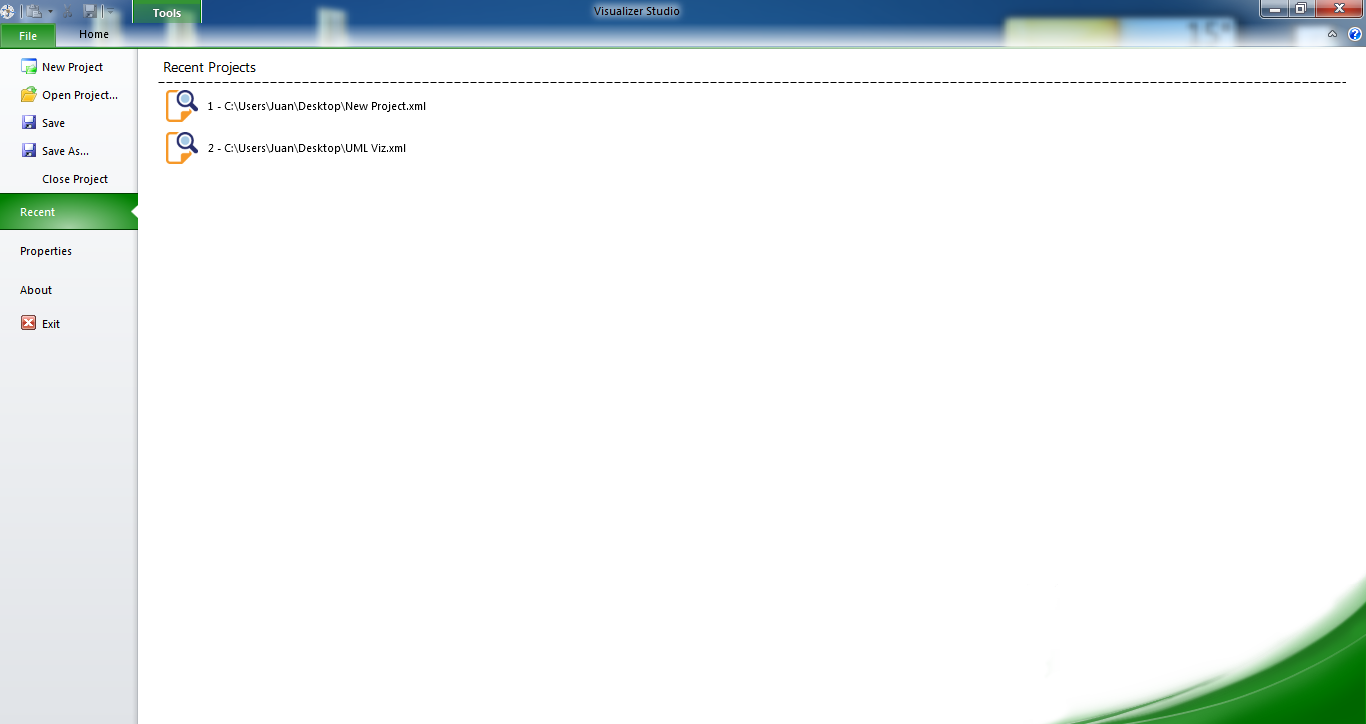 Tools
Visualizer Studio
File
Home
15°
New Project
Open Project...
Save
Save As...
Close Project
Recent
Properties
About
Exit
Recent Projects
1 - C:\Users\Juan\Desktop\New Project.xml
2 - C:\Users\Juan\Desktop\UML Viz.xml